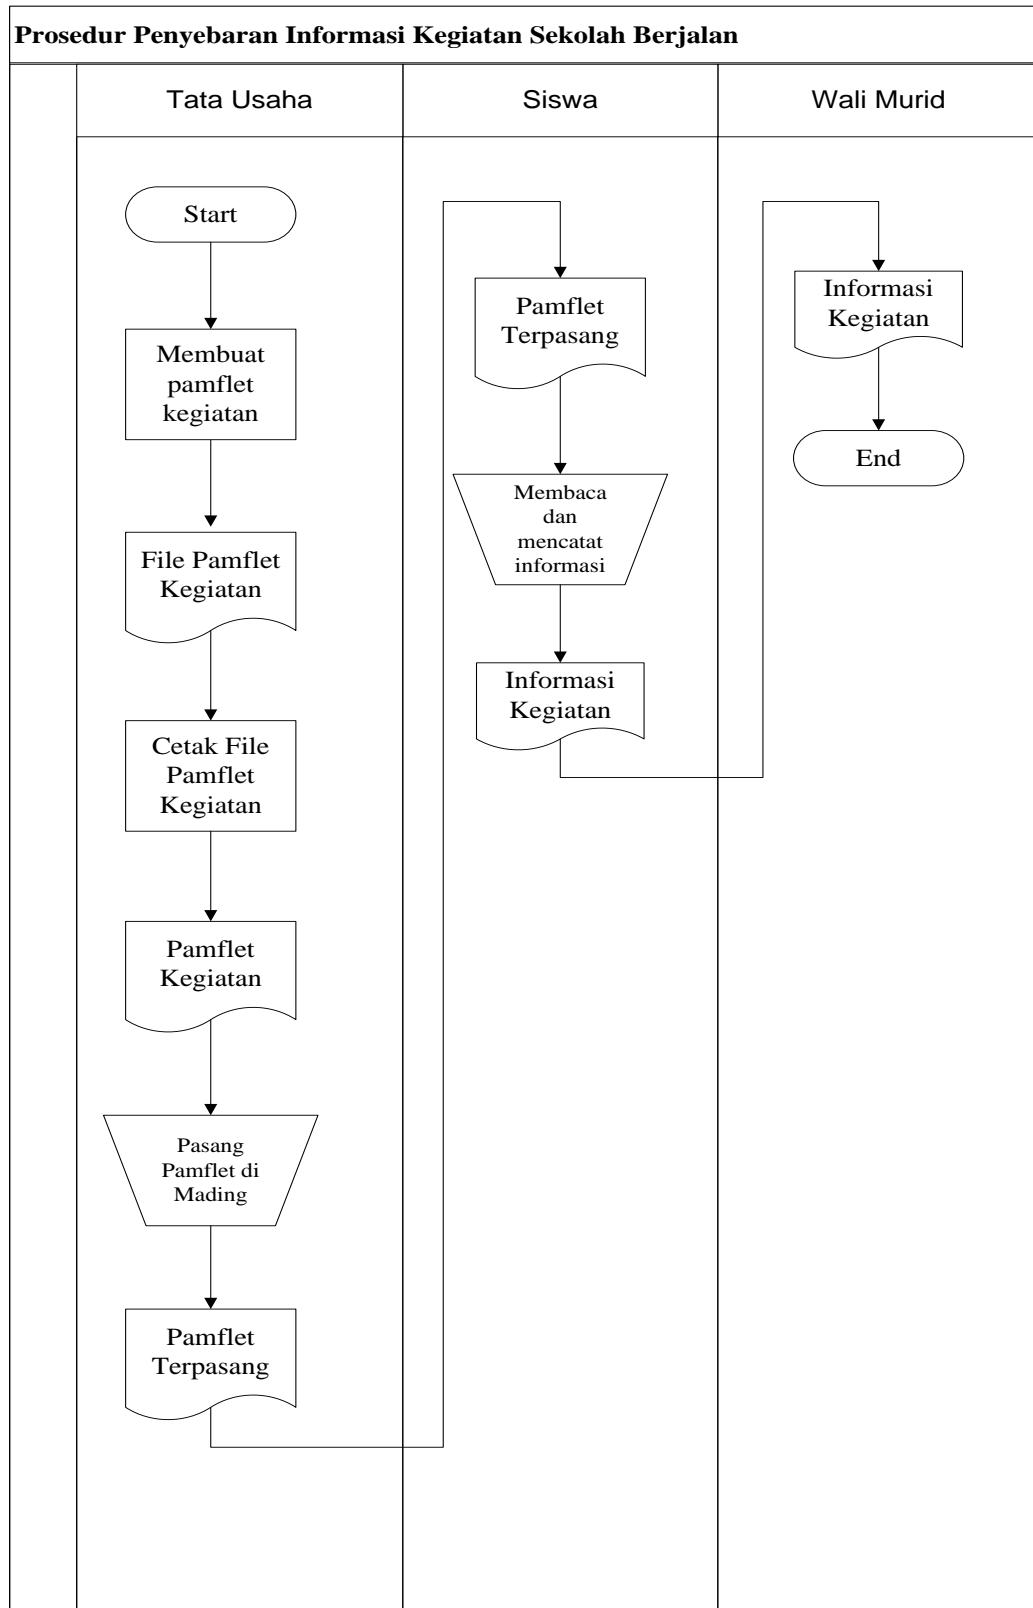 Prosedur Penyebaran Informasi Kegiatan Sekolah Berjalan
Tata Usaha
Siswa
Wali Murid
Start
Membuat
pamflet
kegiatan
File Pamflet
Kegiatan
Cetak File
Pamflet
Kegiatan
Pamflet
Kegiatan
Pasang
Pamflet di
Mading
Pamflet
Terpasang
Pamflet
Terpasang
Membaca
dan
mencatat
informasi
Informasi
Kegiatan
Informasi
Kegiatan
End